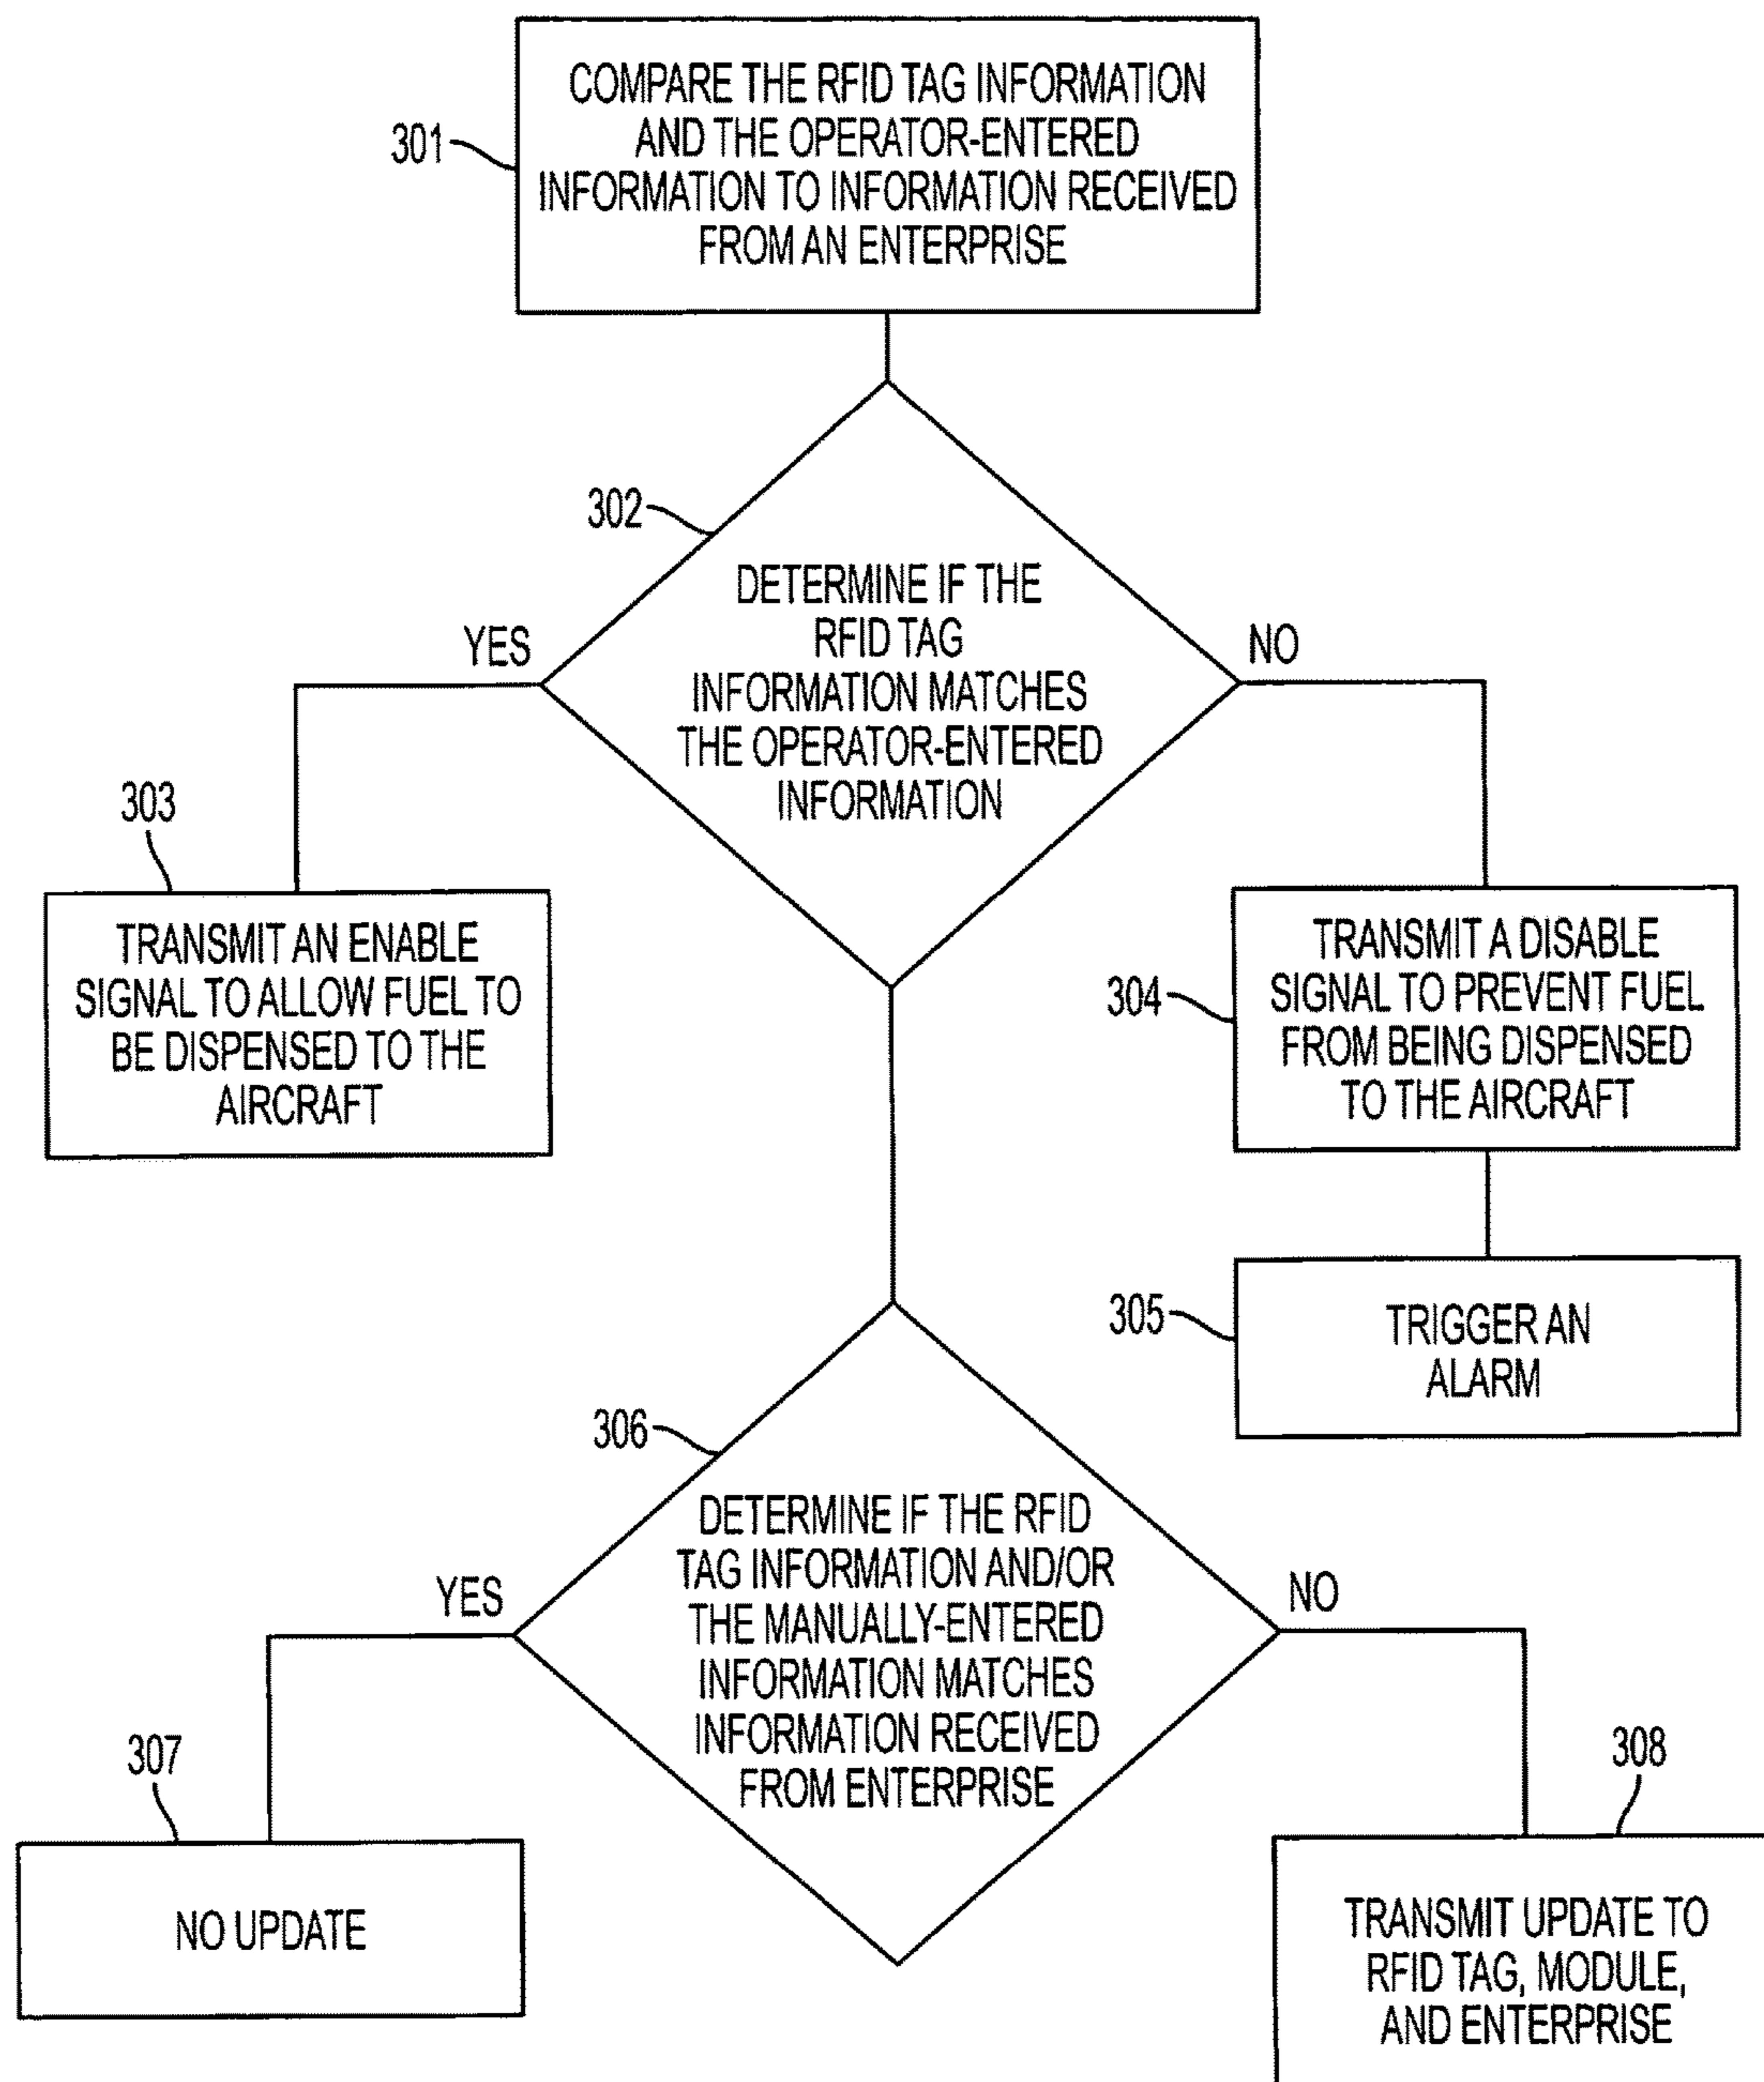 COMPARE THE RFID TAG INFORMATION
AND THE OPERATOR-ENTERED
INFORMATION TO INFORMATION RECEIVED
FROM AN ENTERPRISE
301
302
DETERMINE IF THE
RFID TAG
INFORMATION MATCHES
THE OPERATOR-ENTERED
INFORMATION
YES
NO
303
TRANSMIT AN ENABLE
SIGNAL TO ALLOW FUEL TO
BE DISPENSED TO THE
AIRCRAFT
304
TRANSMIT A DISABLE
SIGNAL TO PREVENT FUEL
FROM BEING DISPENSED
TO THE AIRCRAFT
305
TRIGGER AN
ALARM
306
DETERMINE IF THE RFID
TAG INFORMATION AND/OR
THE MANUALLY-ENTERED
INFORMATION MATCHES
INFORMATION RECEIVED
FROM ENTERPRISE
YES
NO
307
NO UPDATE
308
TRANSMIT UPDATE TO
RFID TAG, MODULE,
AND ENTERPRISE